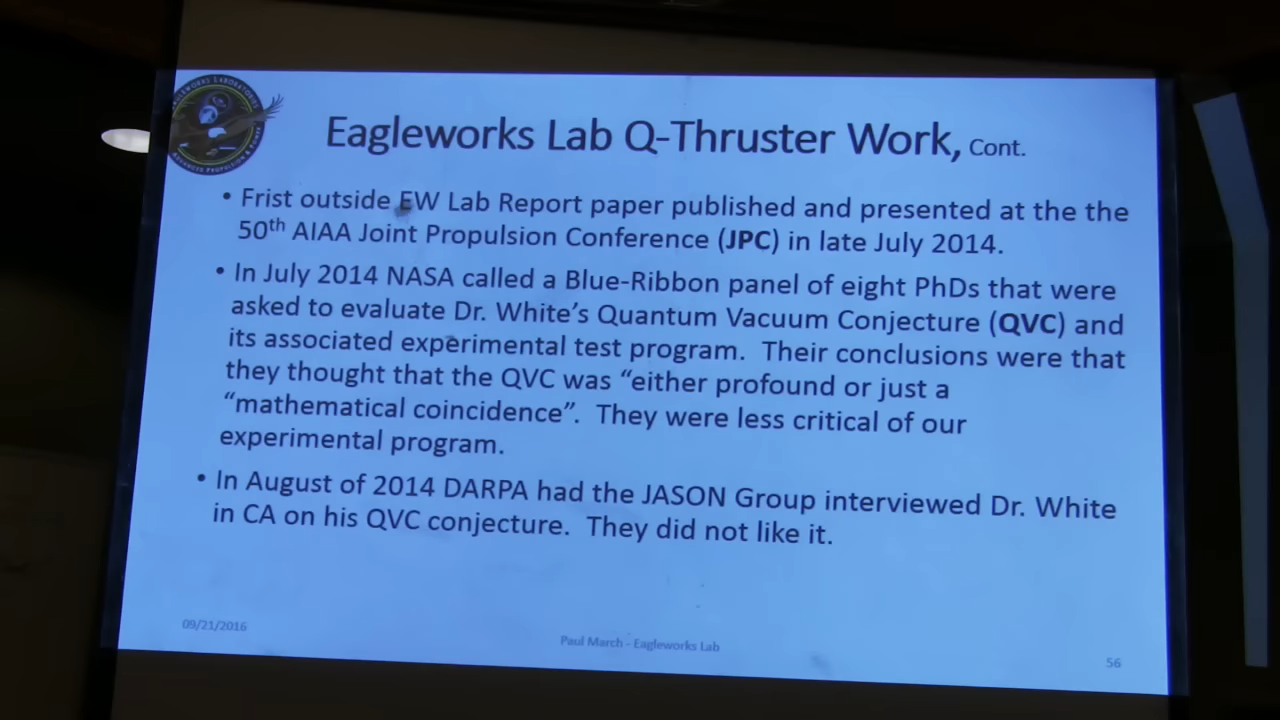 EAGLEWORKS LABORATORIES
Eagleworks Lab Q-Thruster Work, Cont.
• Frist outside EW Lab Report paper published and presented at the the
50th AIAA Joint Propulsion Conference (JPC) in late July 2014.
• In July 2014 NASA called a Blue-Ribbon panel of eight PhDs that were
asked to evaluate Dr. White’s Quantum Vacuum Conjecture (QVC) and
its associated experimental test program.  Their conclusions were that
they thought that the QVC was “either profound or just a
“mathematical coincidence”.  They were less critical of our
experimental program.
• In August of 2014 DARPA had the JASON Group interviewed Dr. White
in CA on his QVC conjecture.  They did not like it.
09/21/2016
Paul March - Eagleworks Lab
56